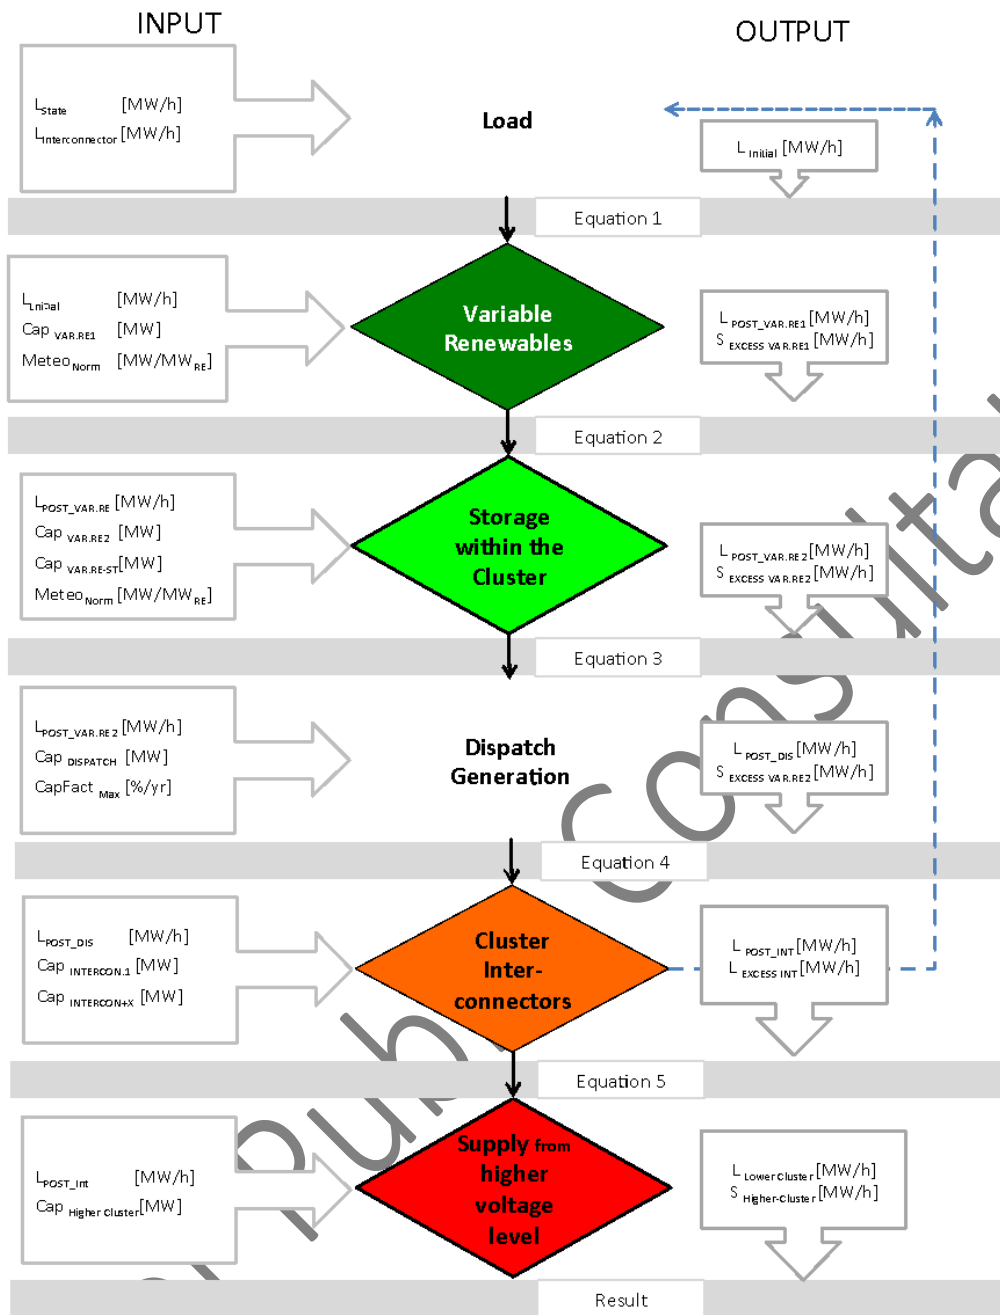 INPUT
OUTPUT
L State [MW/h]
L Interconnector [MW/h]
Load
L Initial [MW/h]
Equation 1
L Initial [MW/h]
Cap VAR.RE1 [MW]
Meteo Norm [MW/MW RE]
Variable
Renewables
L POST_VAR.RE1 [MW/h]
S EXCESS VAR.RE1 [MW/h]
Equation 2
L POST_VAR.RE [MW/h]
Cap VAR.RE2 [MW]
Cap VAR.RE-ST [MW]
Meteo Norm [MW/MW RE]
Storage
within the
Cluster
L POST_VAR.RE2 [MW/h]
S EXCESS VAR.RE2 [MW/h]
Equation 3
L POST_VAR.RE2 [MW/h]
Cap DISPATCH [MW]
CapFact Max [%/yr]
Dispatch
Generation
L POST_DIS [MW/h]
S EXCESS VAR.RE2 [MW/h]
Equation 4
L POST_DIS [MW/h]
Cap INTERCON.1 [MW]
Cap INTERCON+X [MW]
Cluster
Inter-
connectors
L POST_INT [MW/h]
L EXCESS INT [MW/h]
Equation 5
L POST_Int [MW/h]
Cap Higher Cluster [MW]
Supply from
higher
voltage
level
L Lower Cluster [MW/h]
S Higher-Cluster [MW/h]
Result